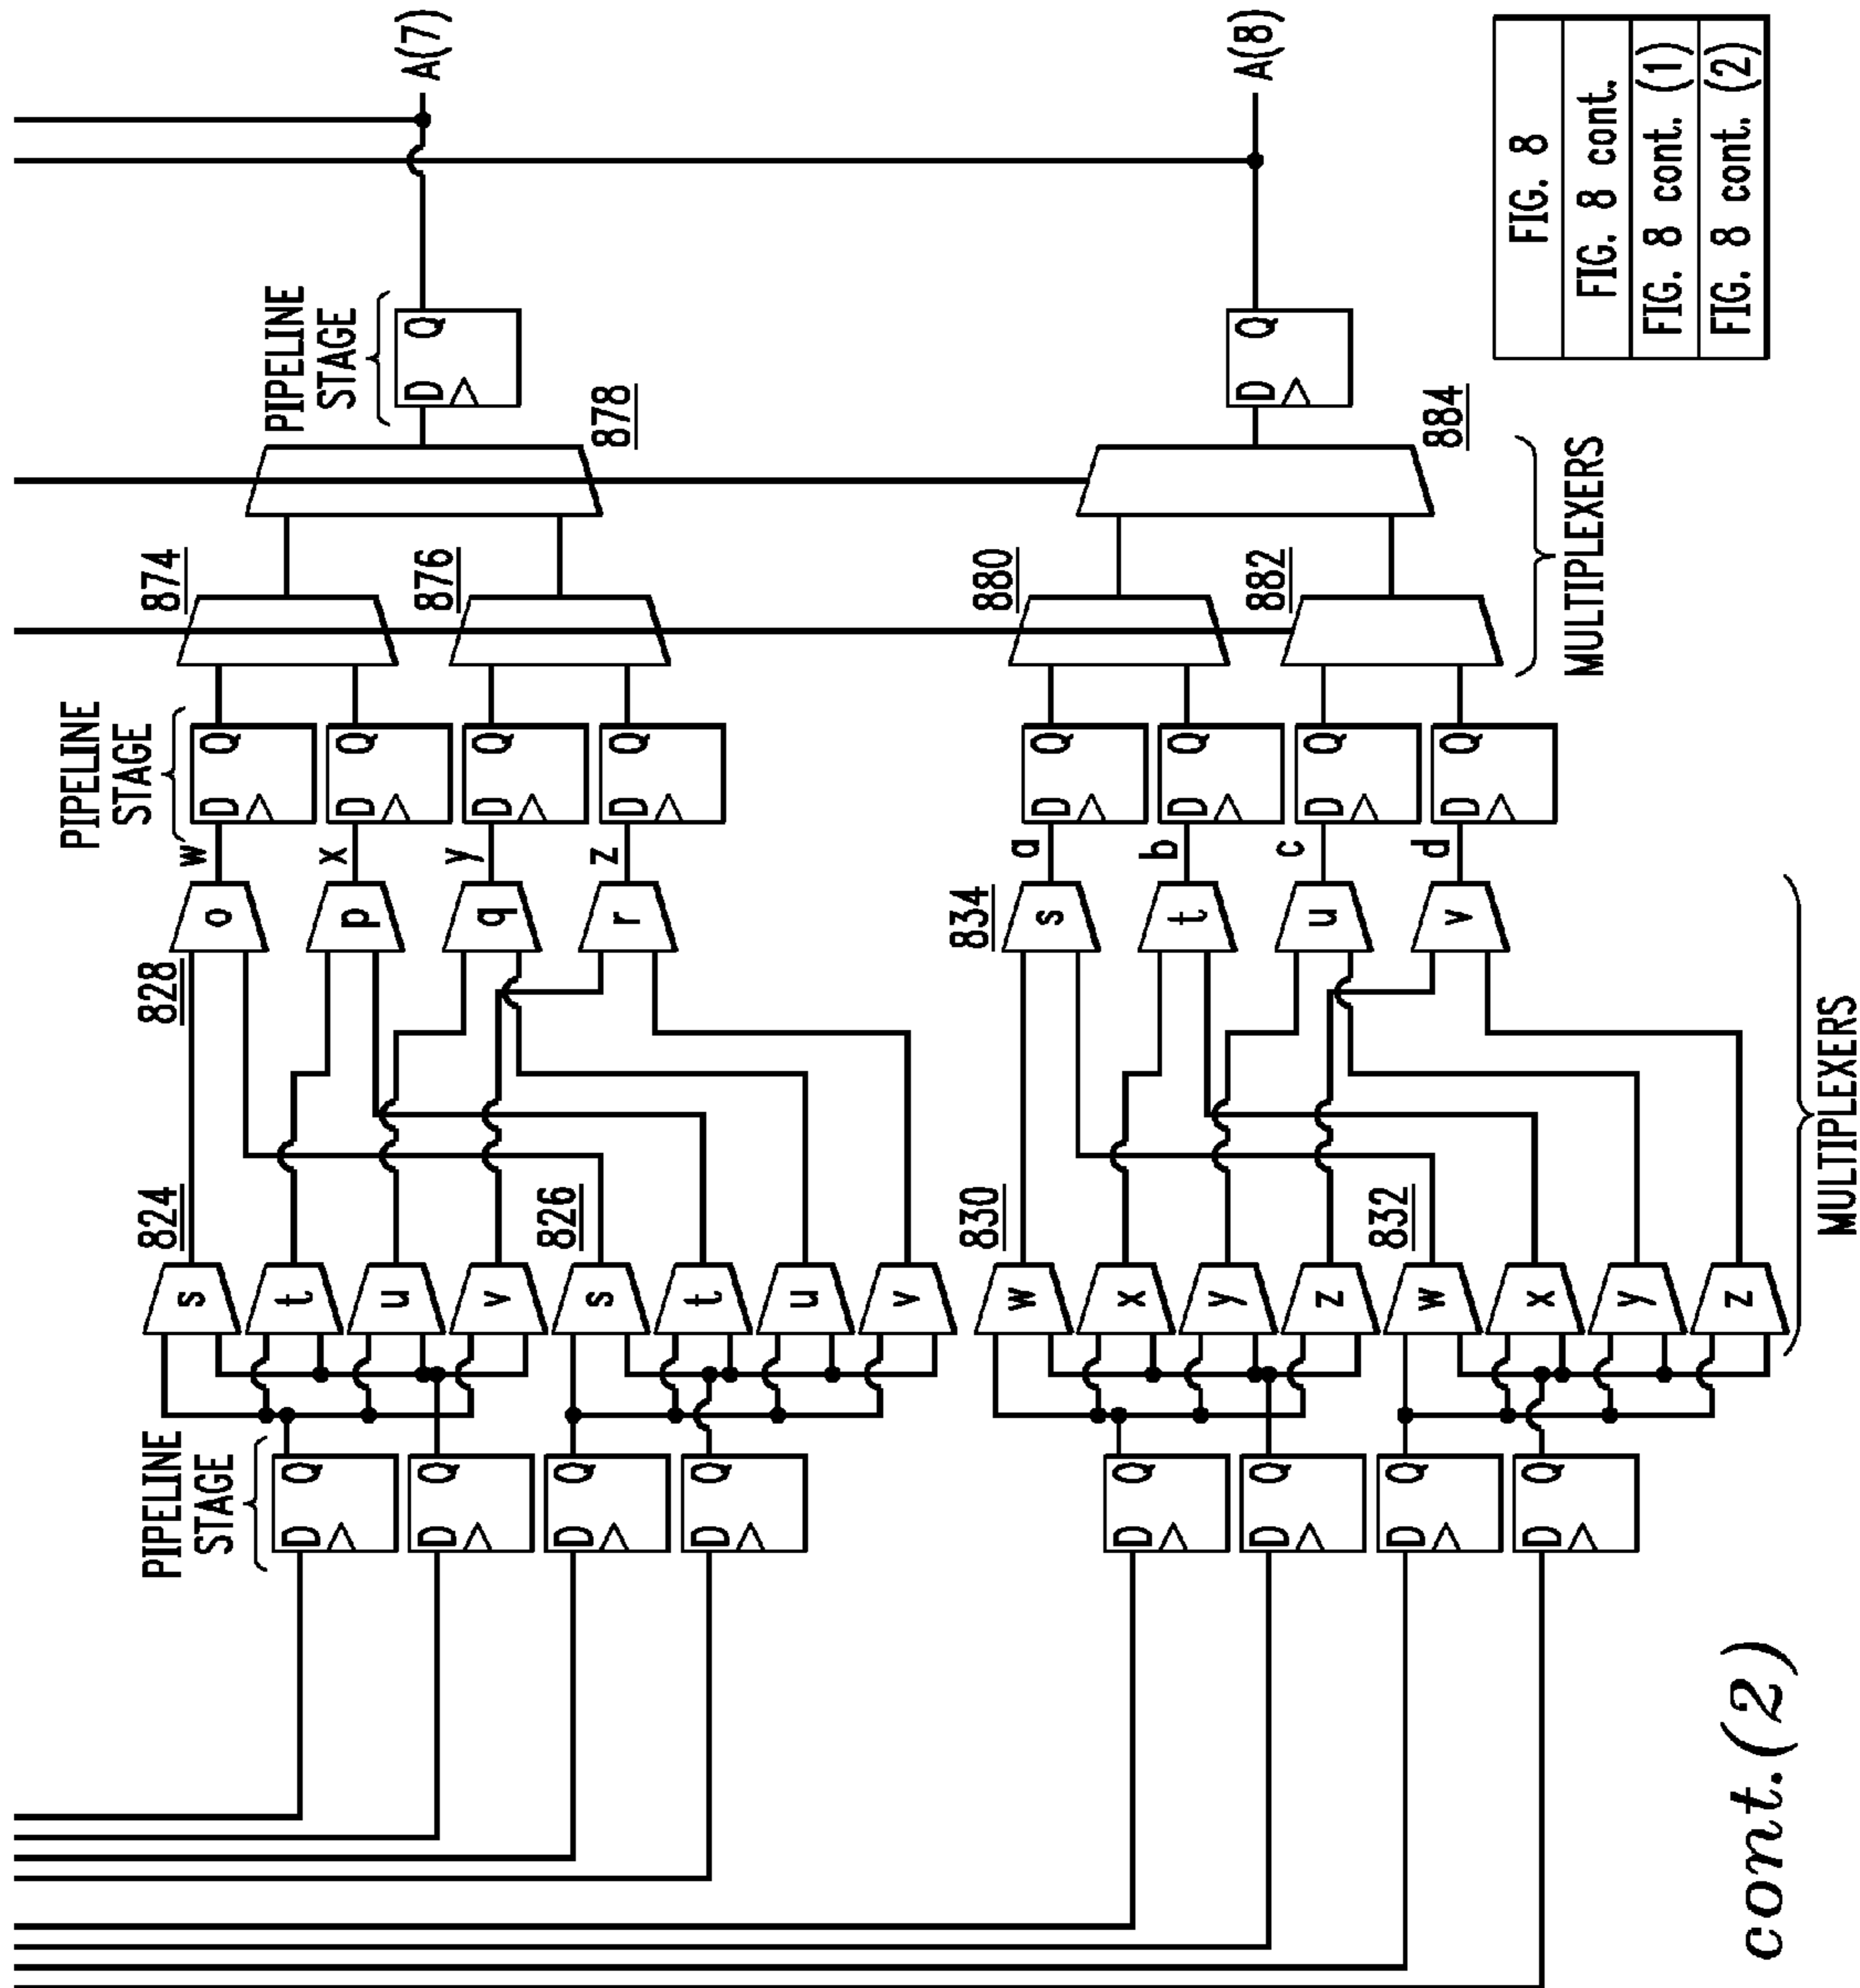 PIPELINE
STAGE
PIPELINE
STAGE
PIPELINE
STAGE
D Q
D Q
D Q
D Q
s
t
u
v
s
t
u
v
824
826
828
o
p
q
r
w
x
y
z
D Q
D Q
D Q
D Q
874
876
878
D Q
A(7)
D Q
D Q
D Q
D Q
w
x
y
z
w
x
y
z
830
832
834
s
t
u
v
a
b
c
d
D Q
D Q
D Q
D Q
880
882
884
D Q
A(8)
MULTIPLEXERS
MULTIPLEXERS
FIG. 8
FIG. 8 cont.
FIG. 8 cont. (1)
FIG. 8 cont. (2)
cont.(2)